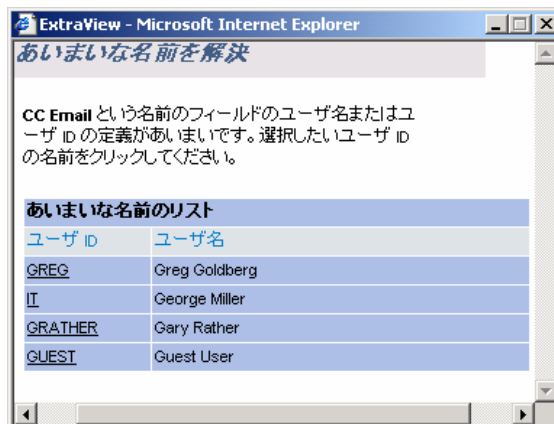 ExtraView - Microsoft Internet Explorer
あいまいな名前を解決
CC Email という名前のフィールドのユーザ名またはユ
ーザ ID の定義があいまいです。選択したいユーザ ID
の名前をクリックしてください。
あいまいな名前のリスト
ユーザ ID ユーザ名
GREG Greg Goldberg
IT George Miller
GRATHER Gary Rather
GUEST Guest User